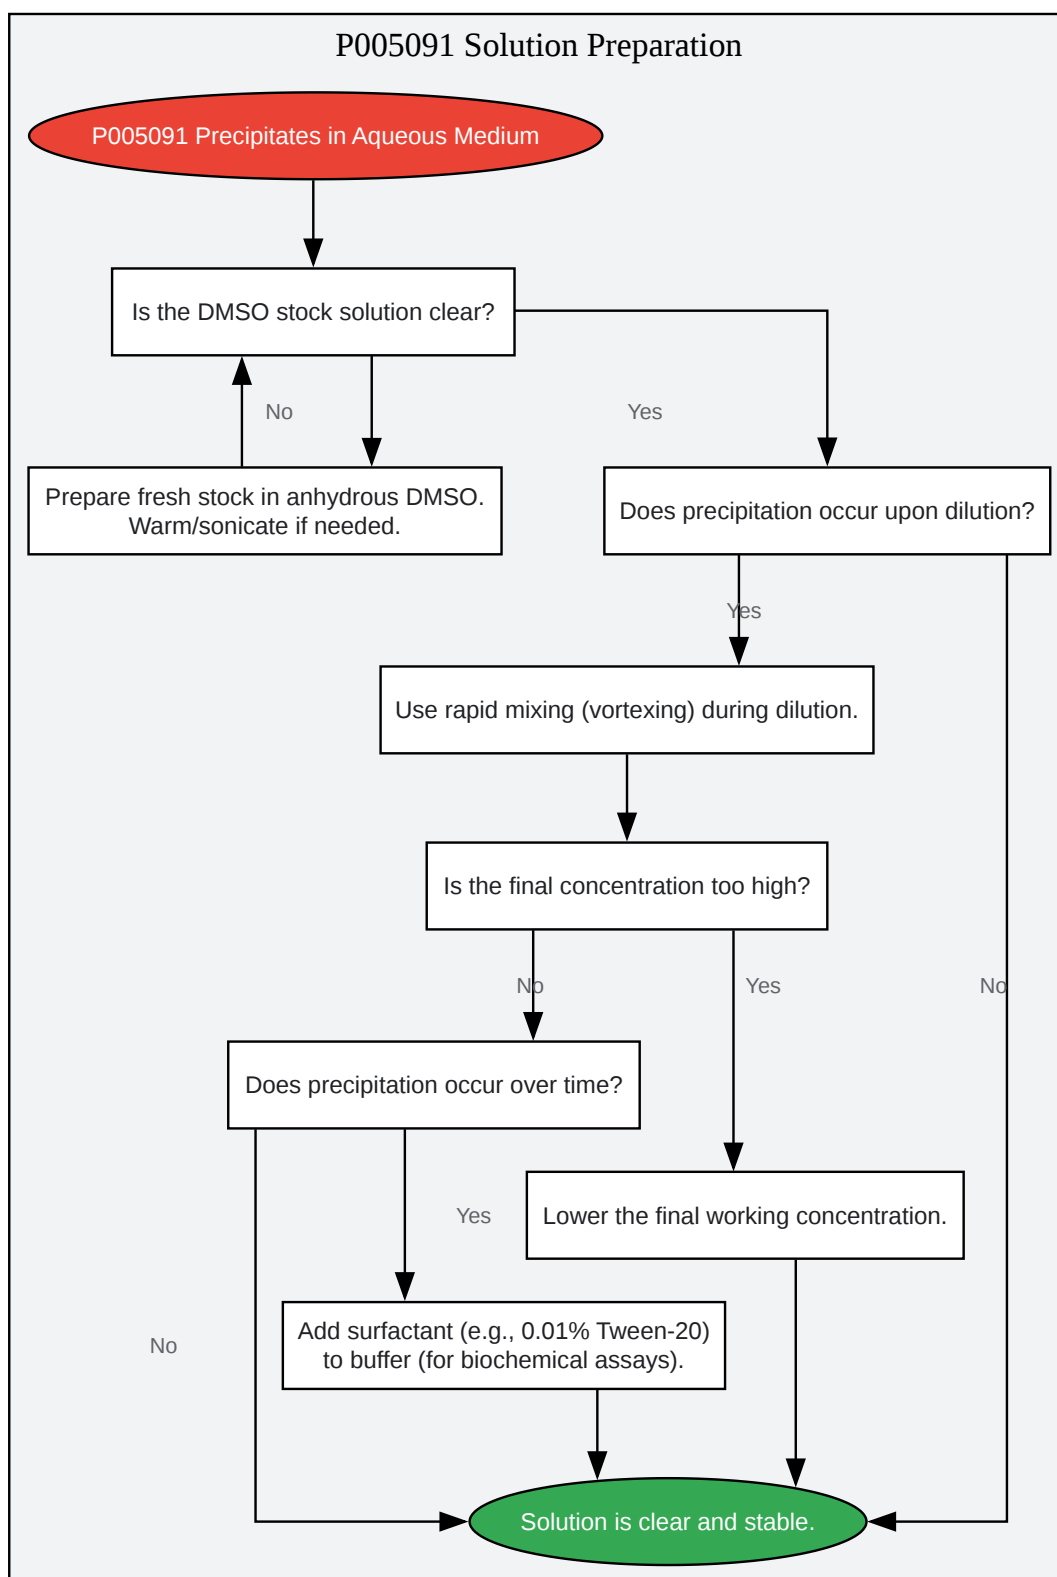 P005091 Solution Preparation
P005091 Precipitates in Aqueous Medium
Is the DMSO stock solution clear?
No
Yes
Prepare fresh stock in anhydrous DMSO.
Warm/sonicate if needed.
Does precipitation occur upon dilution?
Yes
Use rapid mixing (vortexing) during dilution.
Is the final concentration too high?
No
Yes
No
Does precipitation occur over time?
Yes
Lower the final working concentration.
Add surfactant (e.g., 0.01% Tween-20)
to buffer (for biochemical assays).
No
Solution is clear and stable.